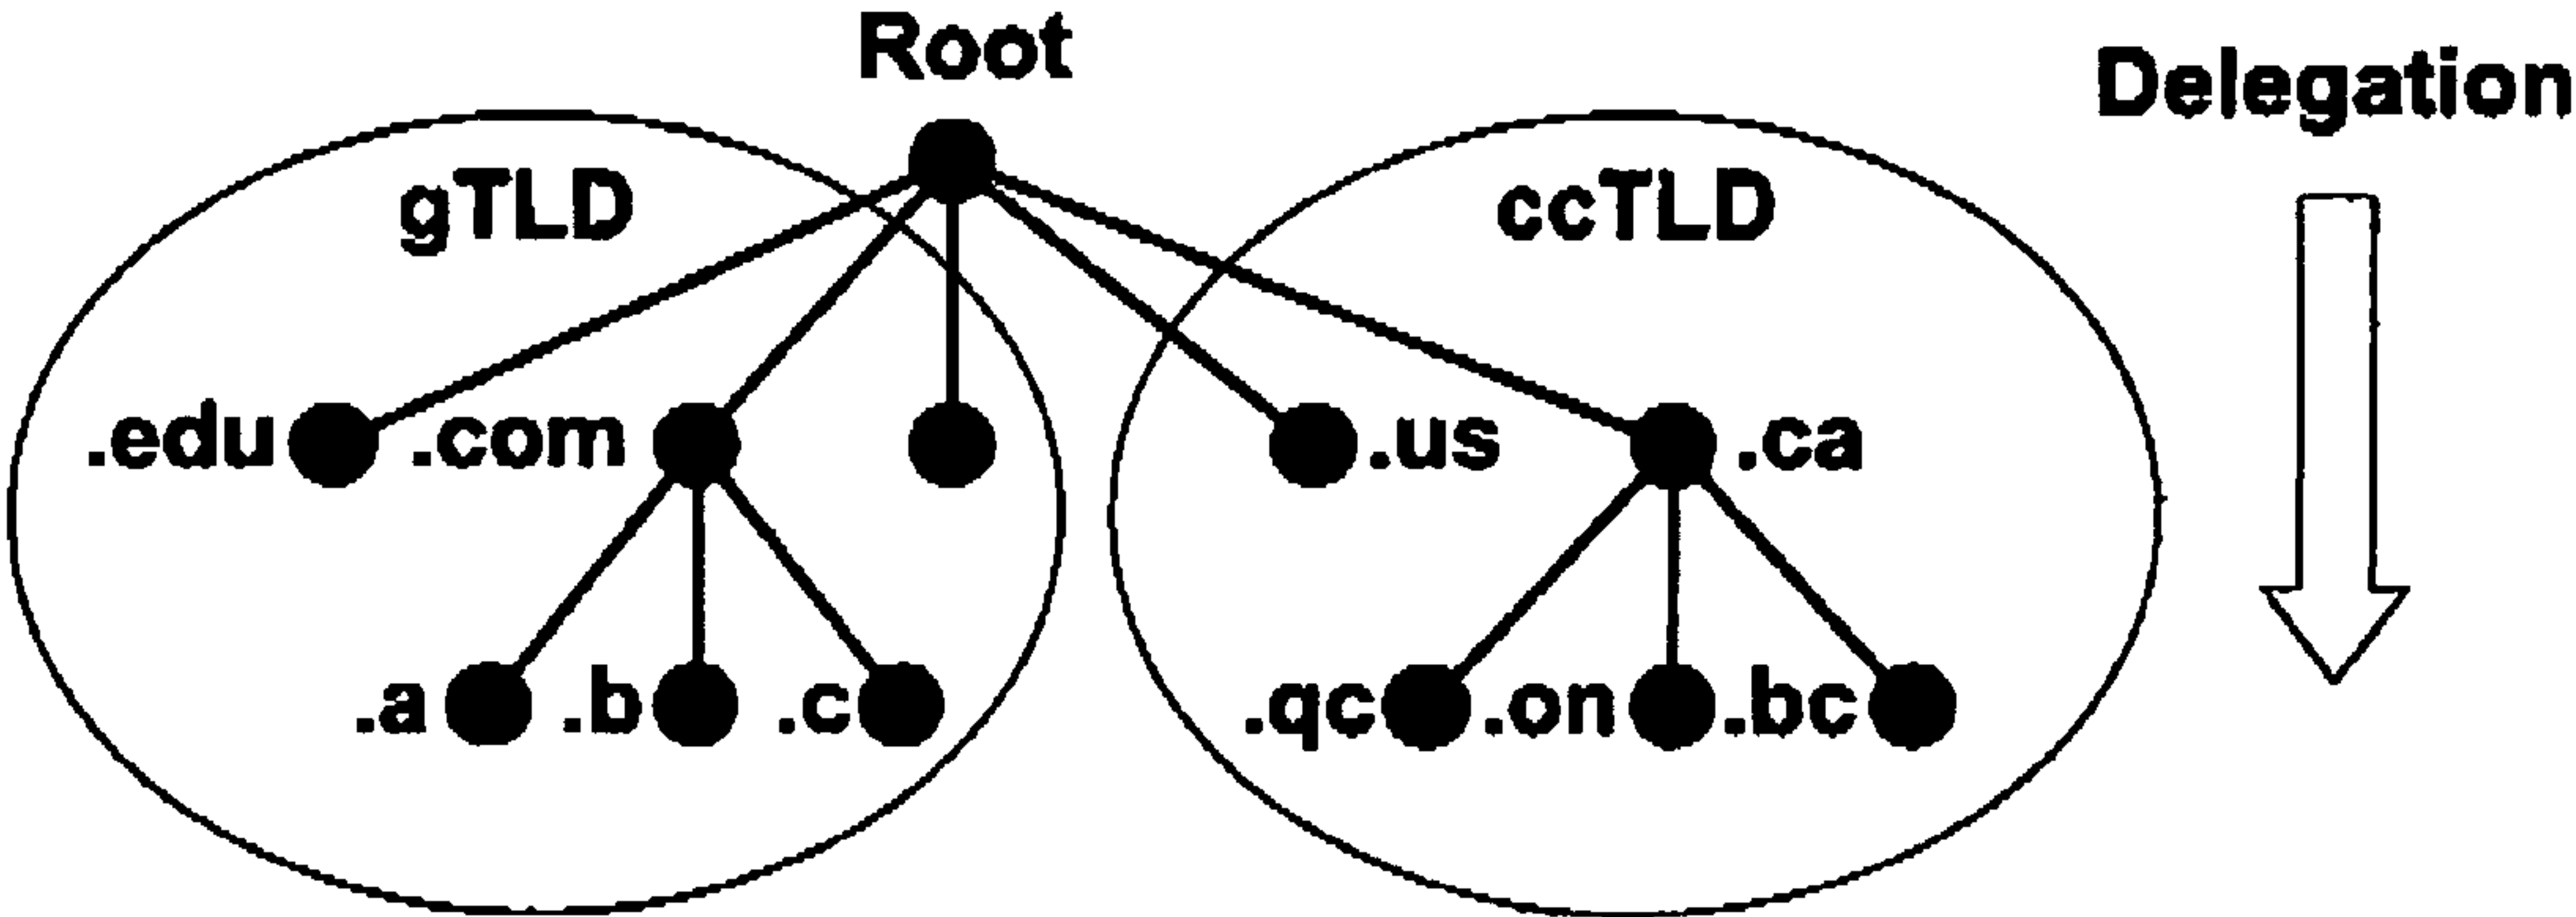 Root
Delegation
gTLD
ccTLD
.edu .com .us .ca
.a .b .c .qc .on .bc